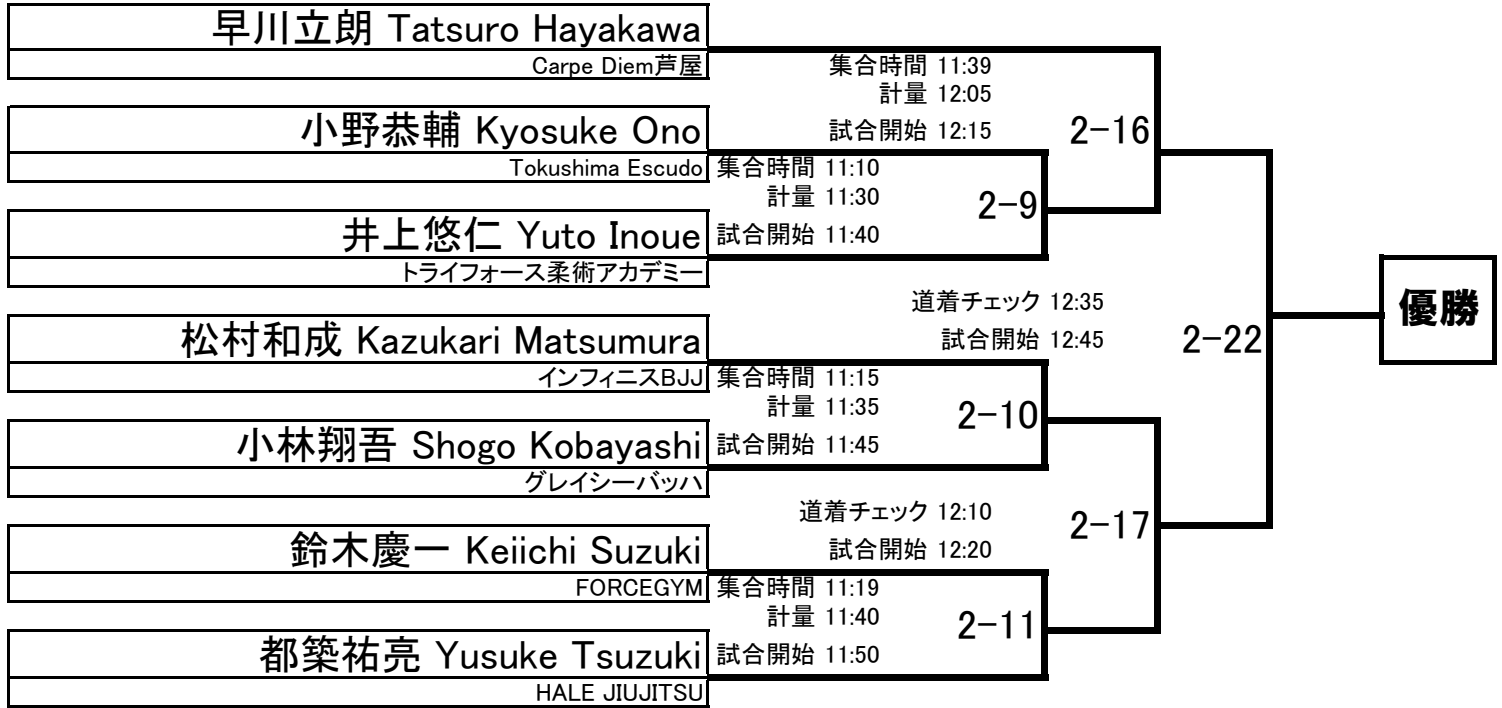 早川立朗 Tatsuro Hayakawa
Carpe Diem芦屋
集合時間 11:39
計量 12:05
試合開始 12:15
2-16
小野恭輔 Kyosuke Ono
Tokushima Escudo
集合時間 11:10
計量 11:30
試合開始 11:40
2-9
井上悠仁 Yuto Inoue
トライフォース柔術アカデミー
道着チェック 12:35
試合開始 12:45
2-22
優勝
松村和成 Kazukari Matsumura
インフィニスBJJ
集合時間 11:15
計量 11:35
試合開始 11:45
2-10
小林翔吾 Shogo Kobayashi
グレイシーバッハ
道着チェック 12:10
試合開始 12:20
2-17
鈴木慶一 Keiichi Suzuki
FORCEGYM
集合時間 11:19
計量 11:40
試合開始 11:50
2-11
都築祐亮 Yusuke Tsuzuki
HALE JIUJITSU